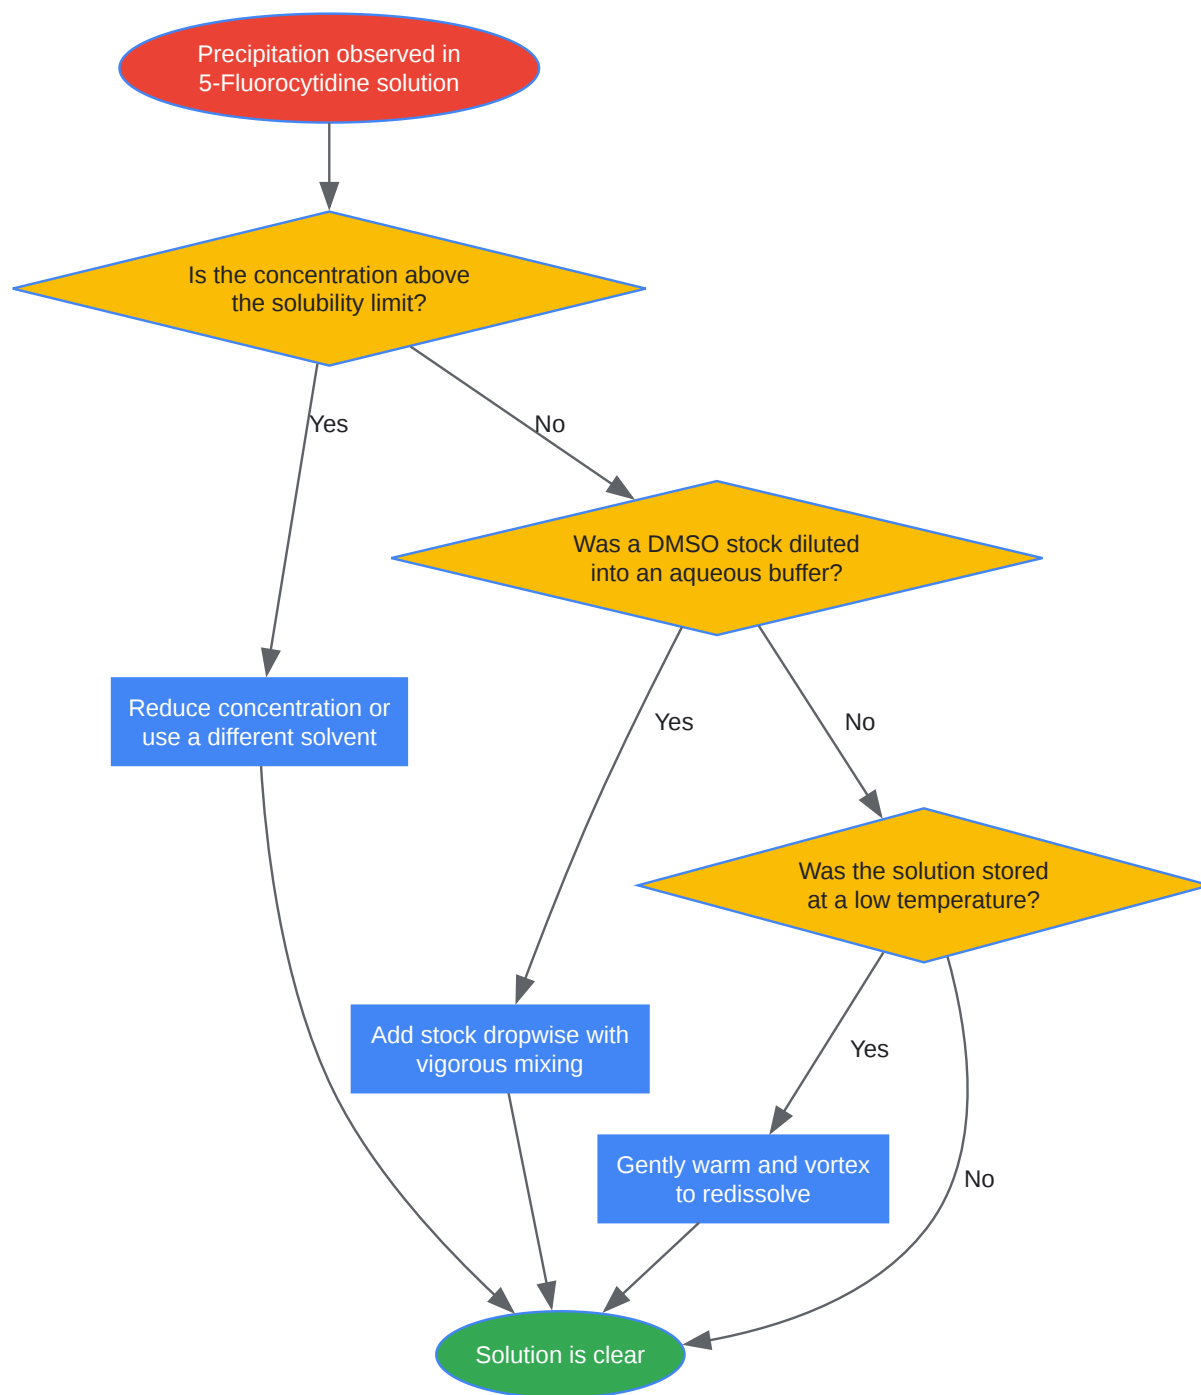 Precipitation observed in
5-Fluorocytidine solution
Is the concentration above
the solubility limit?
Yes
No
Was a DMSO stock diluted
into an aqueous buffer?
Reduce concentration or
use a different solvent
Yes
No
Was the solution stored
at a low temperature?
Add stock dropwise with
vigorous mixing
Yes
Gently warm and vortex
to redissolve
No
Solution is clear